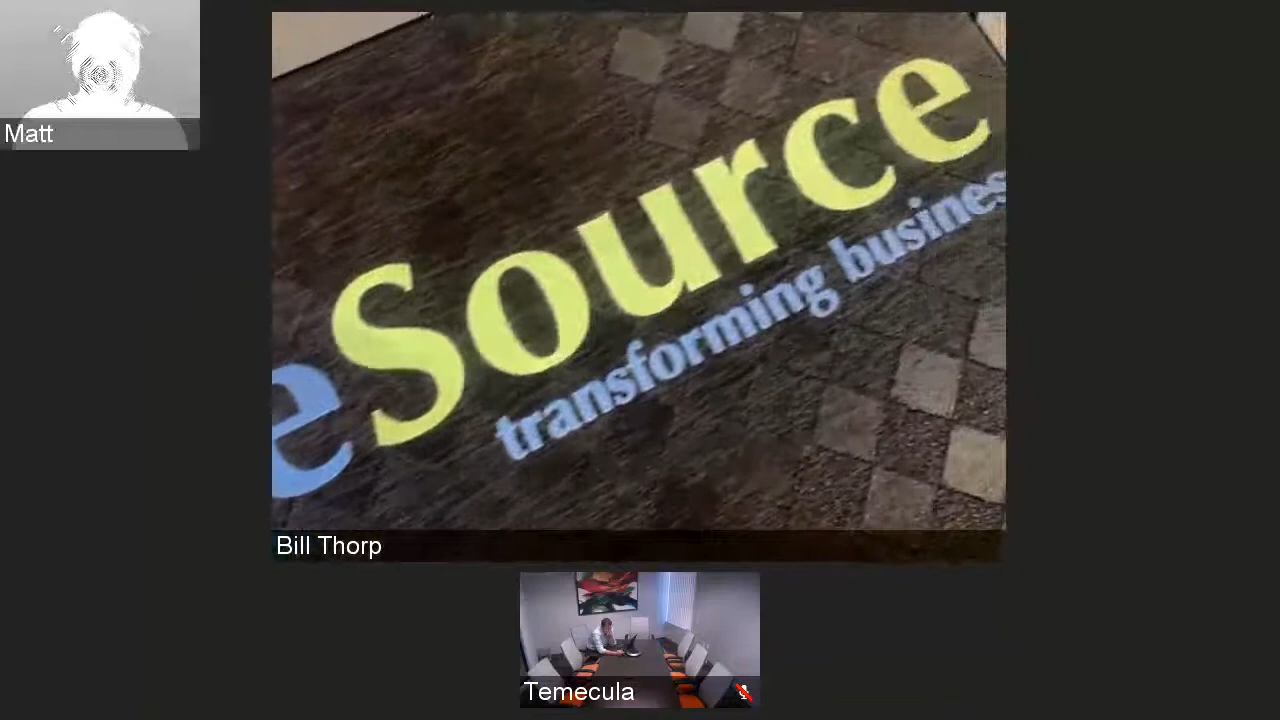 Matt
eSource
transforming busines
Bill Thorp
Temecula